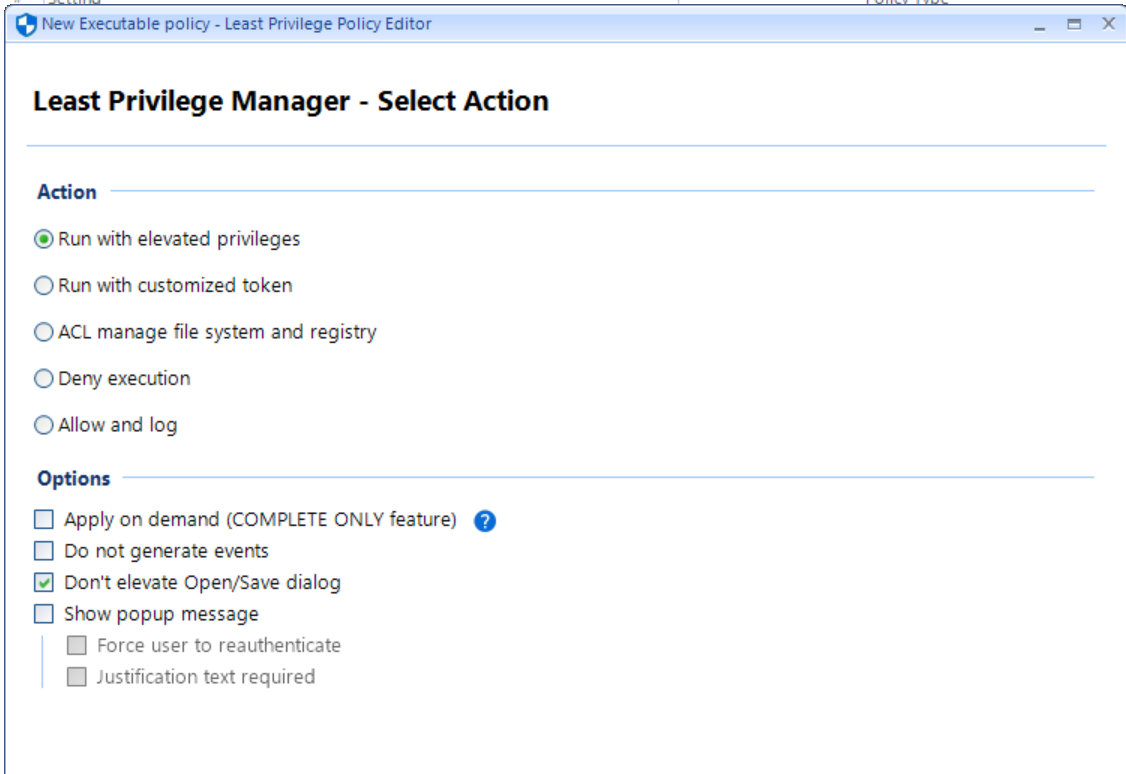 Setting Policy Type
New Executable policy - Least Privilege Policy Editor
Least Privilege Manager - Select Action
Action
Run with elevated privileges
Run with customized token
ACL manage file system and registry
Deny execution
Allow and log
Options
Apply on demand (COMPLETE ONLY feature) ?
Do not generate events
Don't elevate Open/Save dialog
Show popup message
Force user to reauthenticate
Justification text required